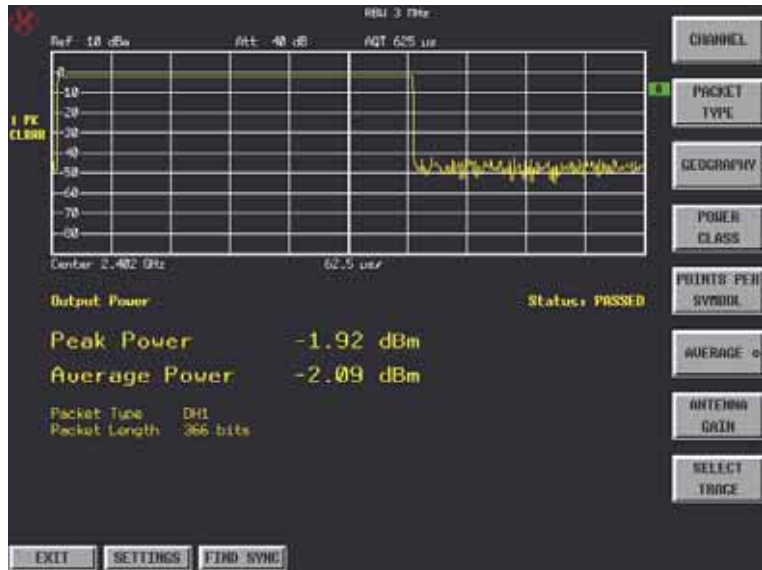 RBW 3 MHz
Ref 10 dBm Att 40 dB AQT 625 µs
0
-10
-20
-30
-40
-50
-60
-70
-80
1 PK
CLRWR
A
Center 2.402 GHz 62.5 µs/
Output Power Status: PASSED
Peak Power -1.92 dBm
Average Power -2.09 dBm
Packet Type DH1
Packet Length 366 bits
CHANNEL
PACKET
TYPE
GEOGRAPHY
POWER
CLASS
POINTS PER
SYMBOL
AVERAGE
ANTENNA
GAIN
SELECT
TRACE
EXIT SETTINGS FIND SYNC